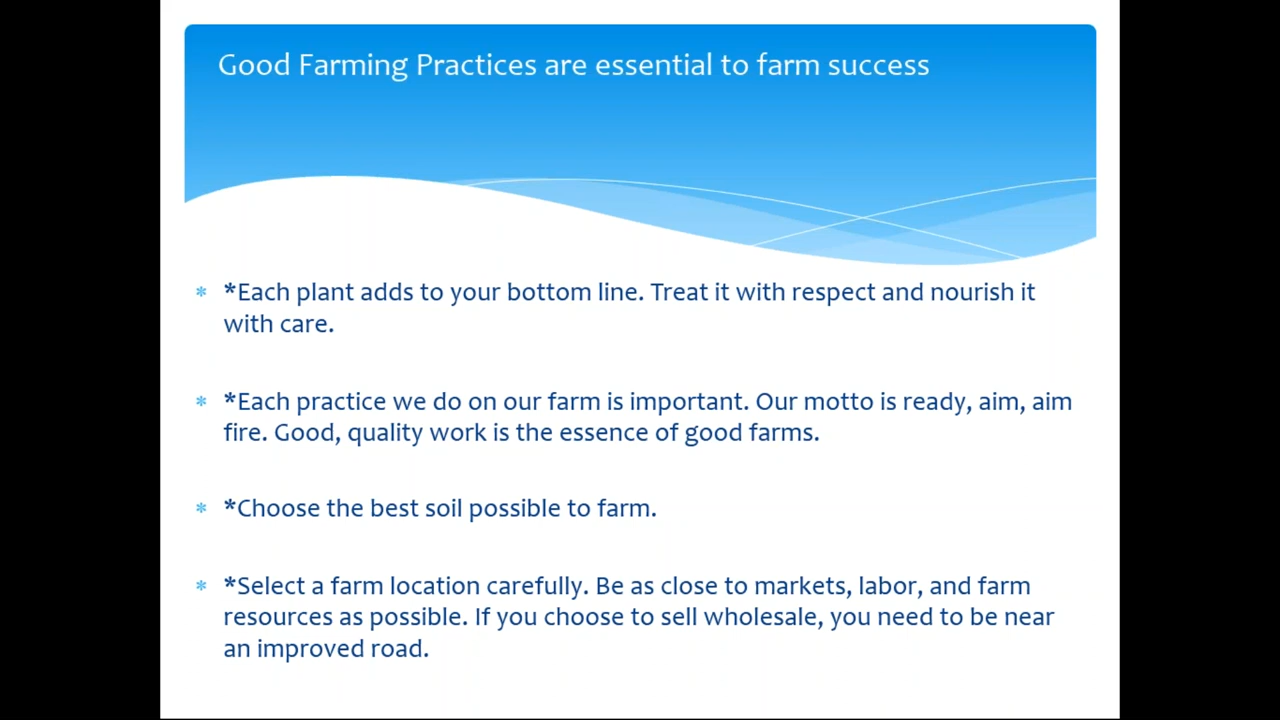 Good Farming Practices are essential to farm success
*Each plant adds to your bottom line. Treat it with respect and nourish it
with care.
*Each practice we do on our farm is important. Our motto is ready, aim, aim
fire. Good, quality work is the essence of good farms.
*Choose the best soil possible to farm.
*Select a farm location carefully. Be as close to markets, labor, and farm
resources as possible. If you choose to sell wholesale, you need to be near
an improved road.